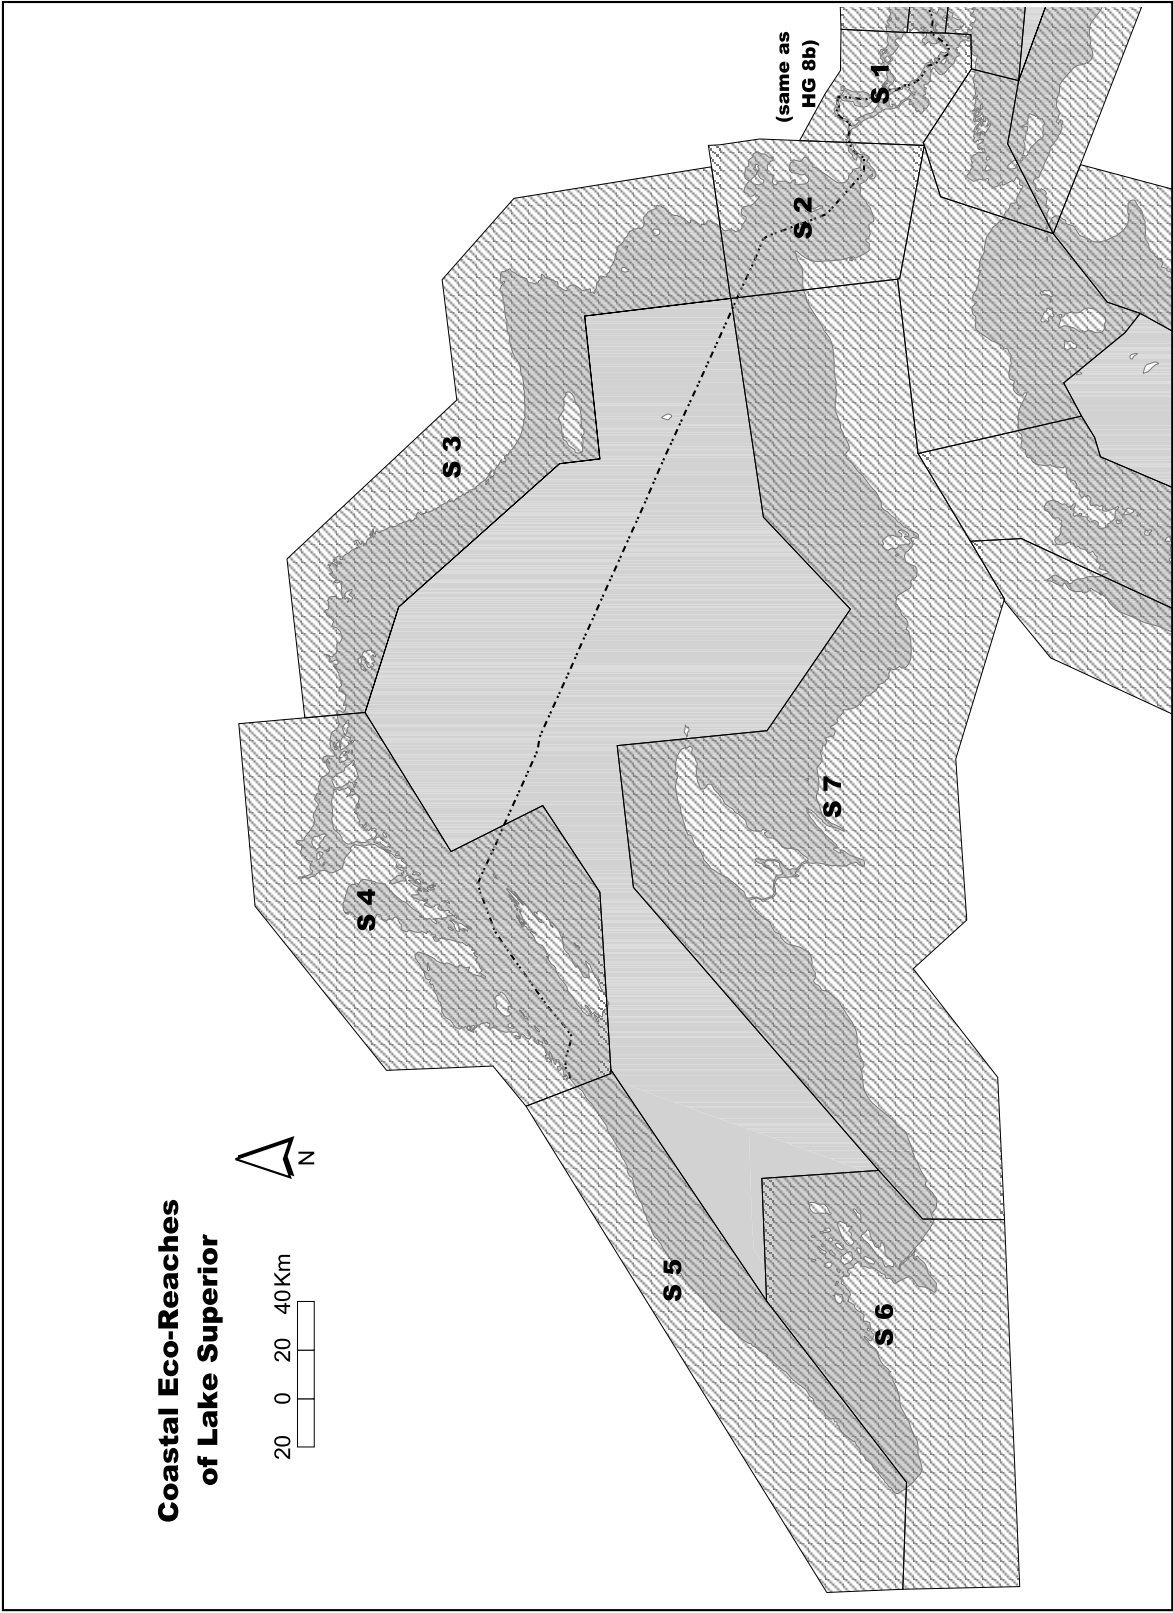 Coastal Eco-Reaches
of Lake Superior
N
20 0 20 40 Km
S 5
S 6
S 4
S 7
S 3
S 2
S 1
(same as
HG 8b)